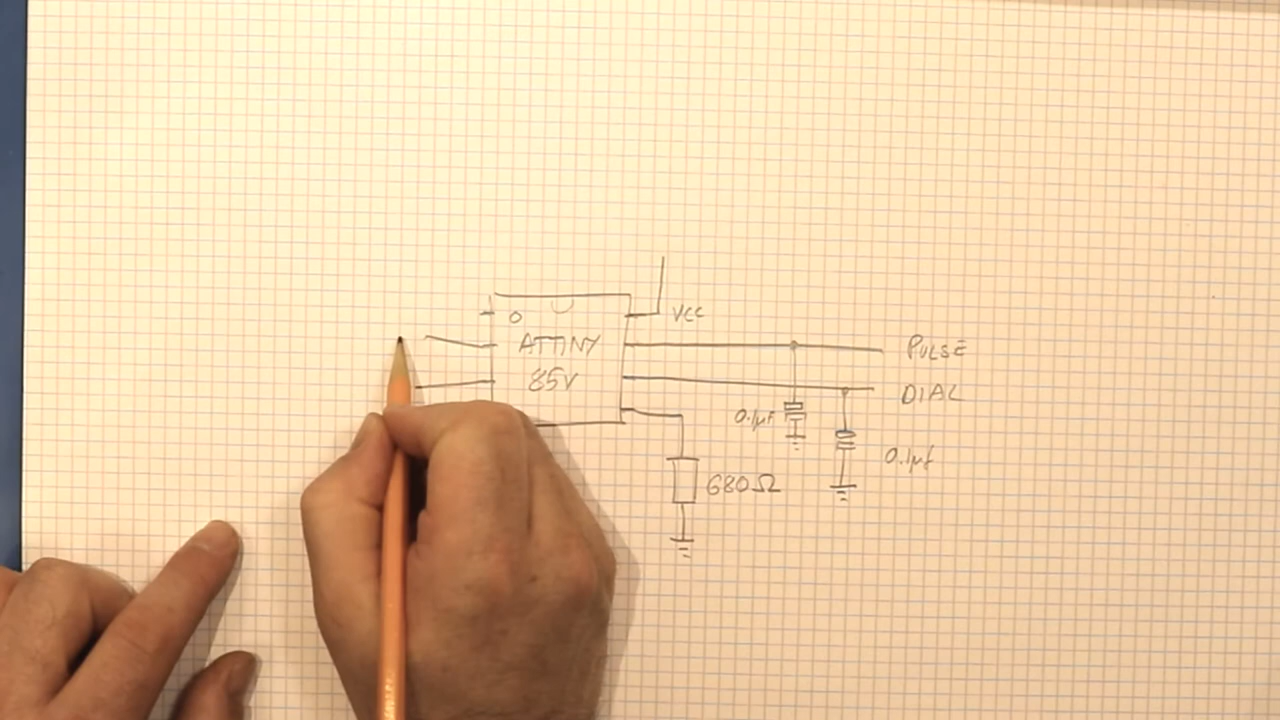 VCC
ATTINY
85V
PULSE
DIAL
0.1µF
0.1µf
680Ω